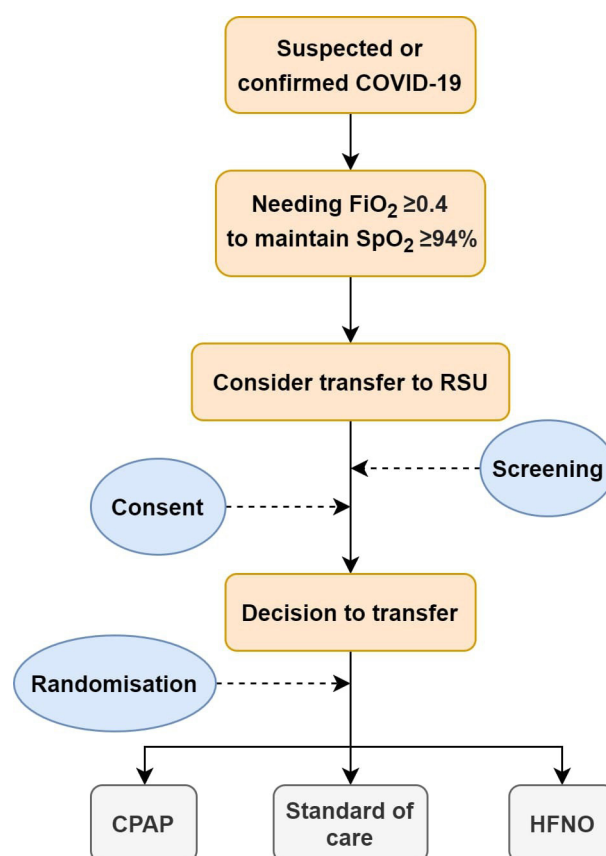 Suspected or
confirmed COVID-19
Needing FiO₂ ≥0.4
to maintain SpO₂ ≥94%
Consider transfer to RSU
Screening
Consent
Decision to transfer
Randomisation
CPAP
Standard of
care
HFNO